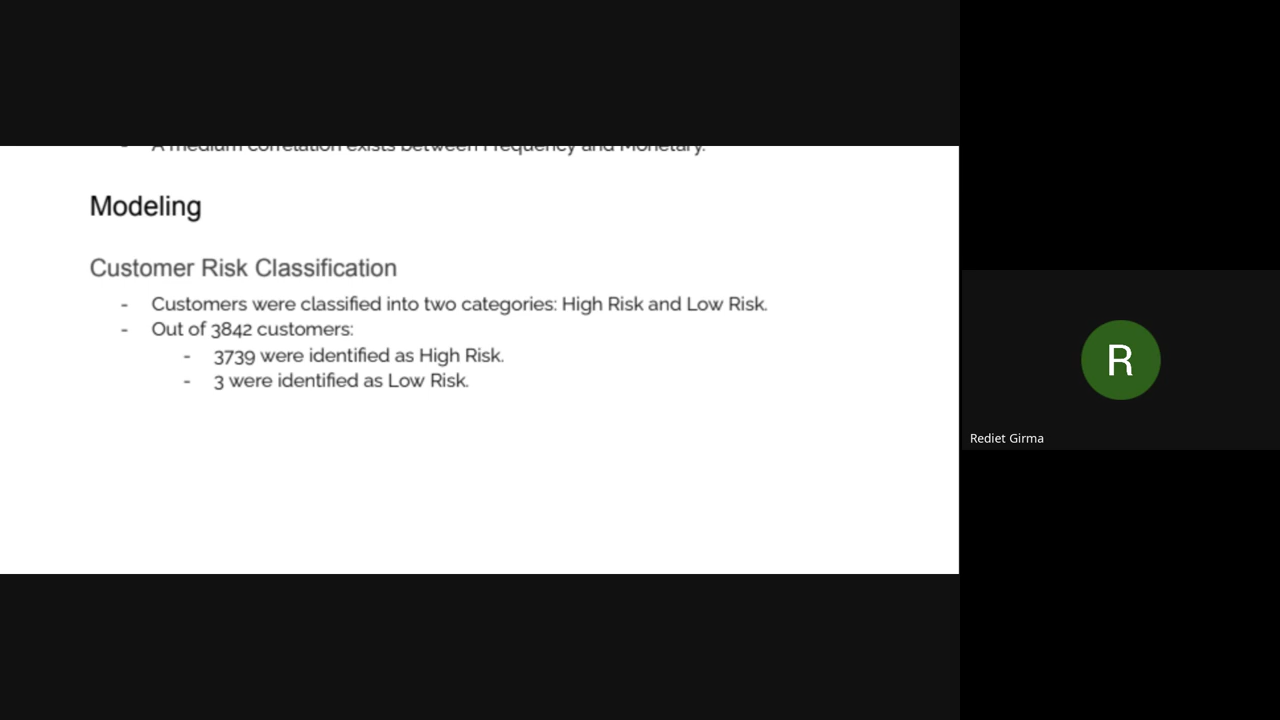 - A medium correlation exists between Frequency and Monetary.
Modeling
Customer Risk Classification
- Customers were classified into two categories: High Risk and Low Risk.
- Out of 3842 customers:
- 3739 were identified as High Risk.
- 3 were identified as Low Risk.
R
Rediet Girma